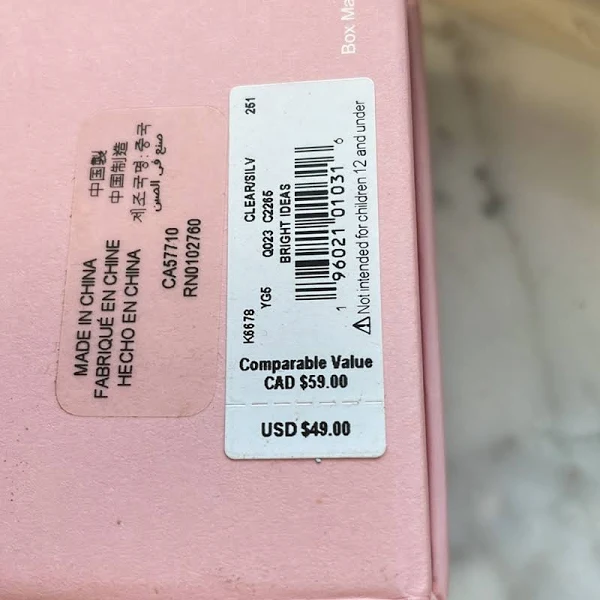 Box Ma
中国製
中国制造
제조국명:중국
صنع في الصين
MADE IN CHINA
FABRIQUÉ EN CHINE
HECHO EN CHINA
CA57710
RN0102760
K6678 CLEAR/SILV 251
YG5 Q023 C2265
BRIGHT IDEAS
1 96021 01031 6
⚠Not intended for children 12 and under
Comparable Value
CAD $59.00
USD $49.00